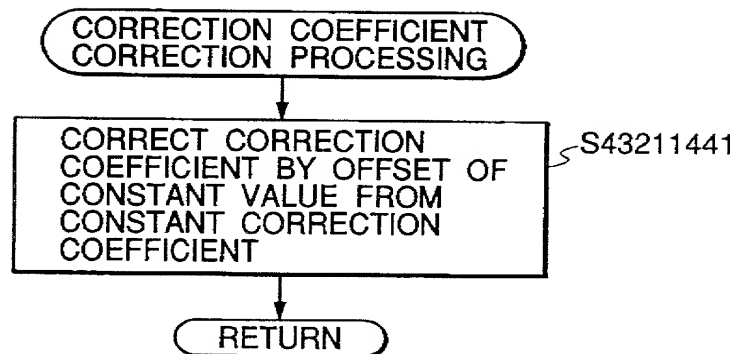 CORRECTION COEFFICIENT
CORRECTION PROCESSING
CORRECT CORRECTION
COEFFICIENT BY OFFSET OF
CONSTANT VALUE FROM
CONSTANT CORRECTION
COEFFICIENT
S43211441
RETURN